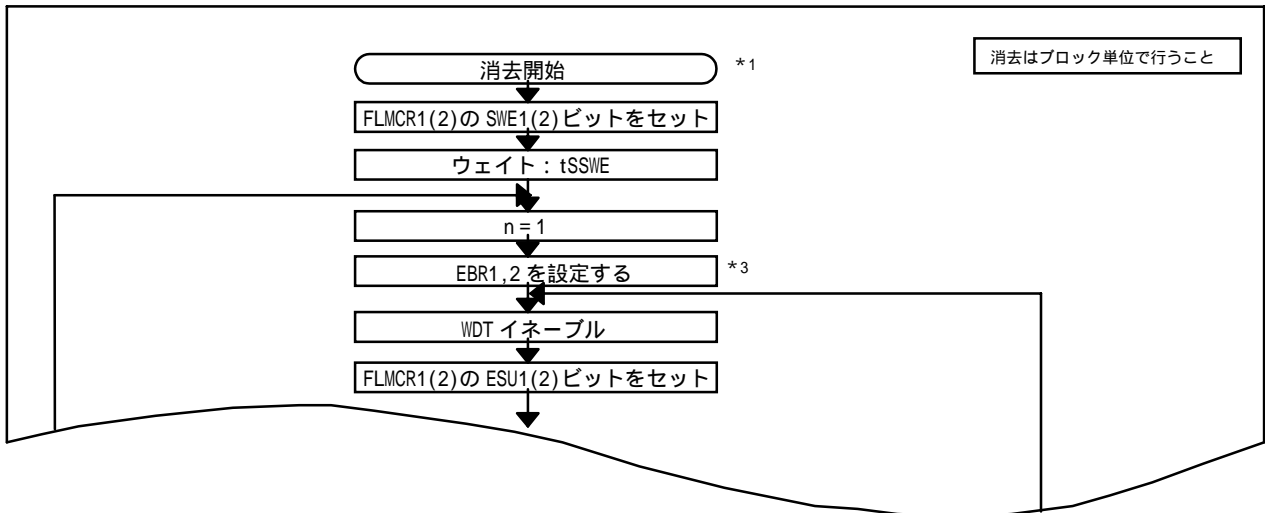 消去開始 *1
消去はブロック単位で行うこと
FLMCR1(2)の SWE1(2)ビットをセット
ウェイト：tSSWE
n=1
EBR1,2を設定する *3
WDT イネーブル
FLMCR1(2)の ESU1(2)ビットをセット